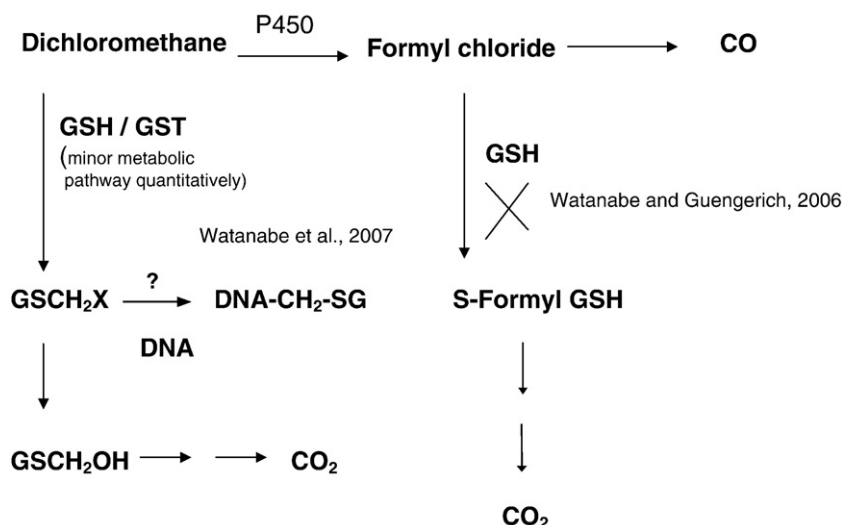 Dichloromethane
P450
Formyl chloride
CO
GSH / GST
(minor metabolic
pathway quantitatively)
GSH
Watanabe and Guengerich, 2006
Watanabe et al., 2007
GSCH₂X
?
DNA-CH₂-SG
S-Formyl GSH
DNA
GSCH₂OH
CO₂
CO₂